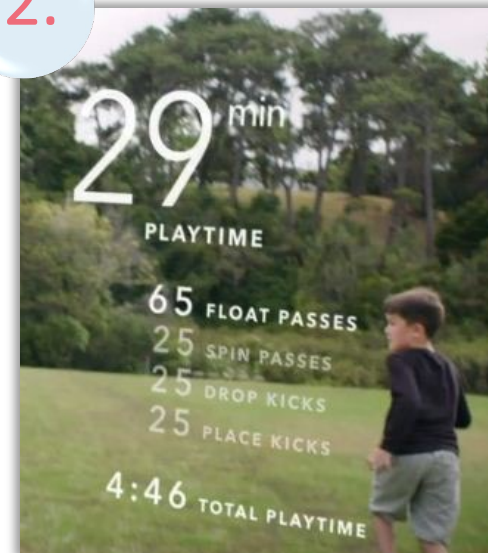 2.
29 min
PLAYTIME
65 FLOAT PASSES
25 SPIN PASSES
25 DROP KICKS
25 PLACE KICKS
4:46 TOTAL PLAYTIME